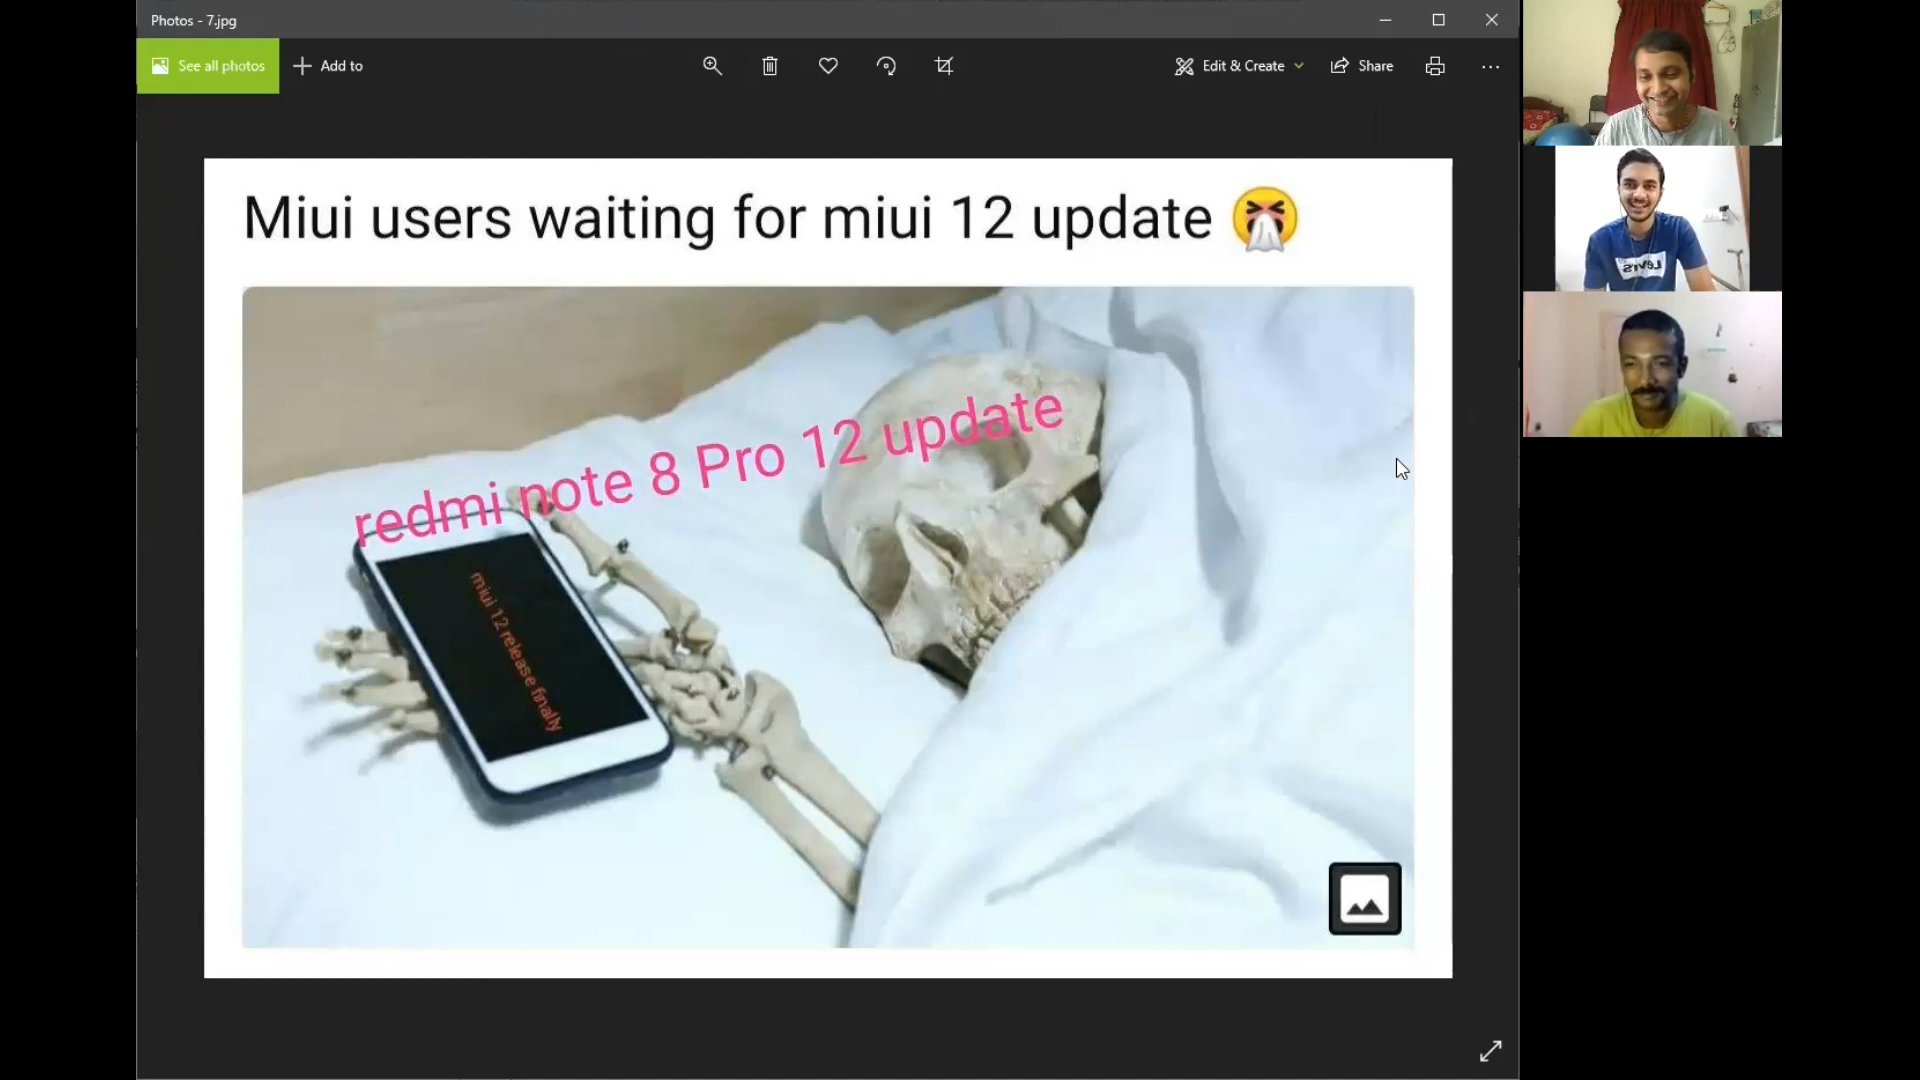 Photos - 7.jpg
See all photos
Add to
Edit & Create
Share
Miui users waiting for miui 12 update 🤧
redmi note 8 Pro 12 update
miui 12 release finally